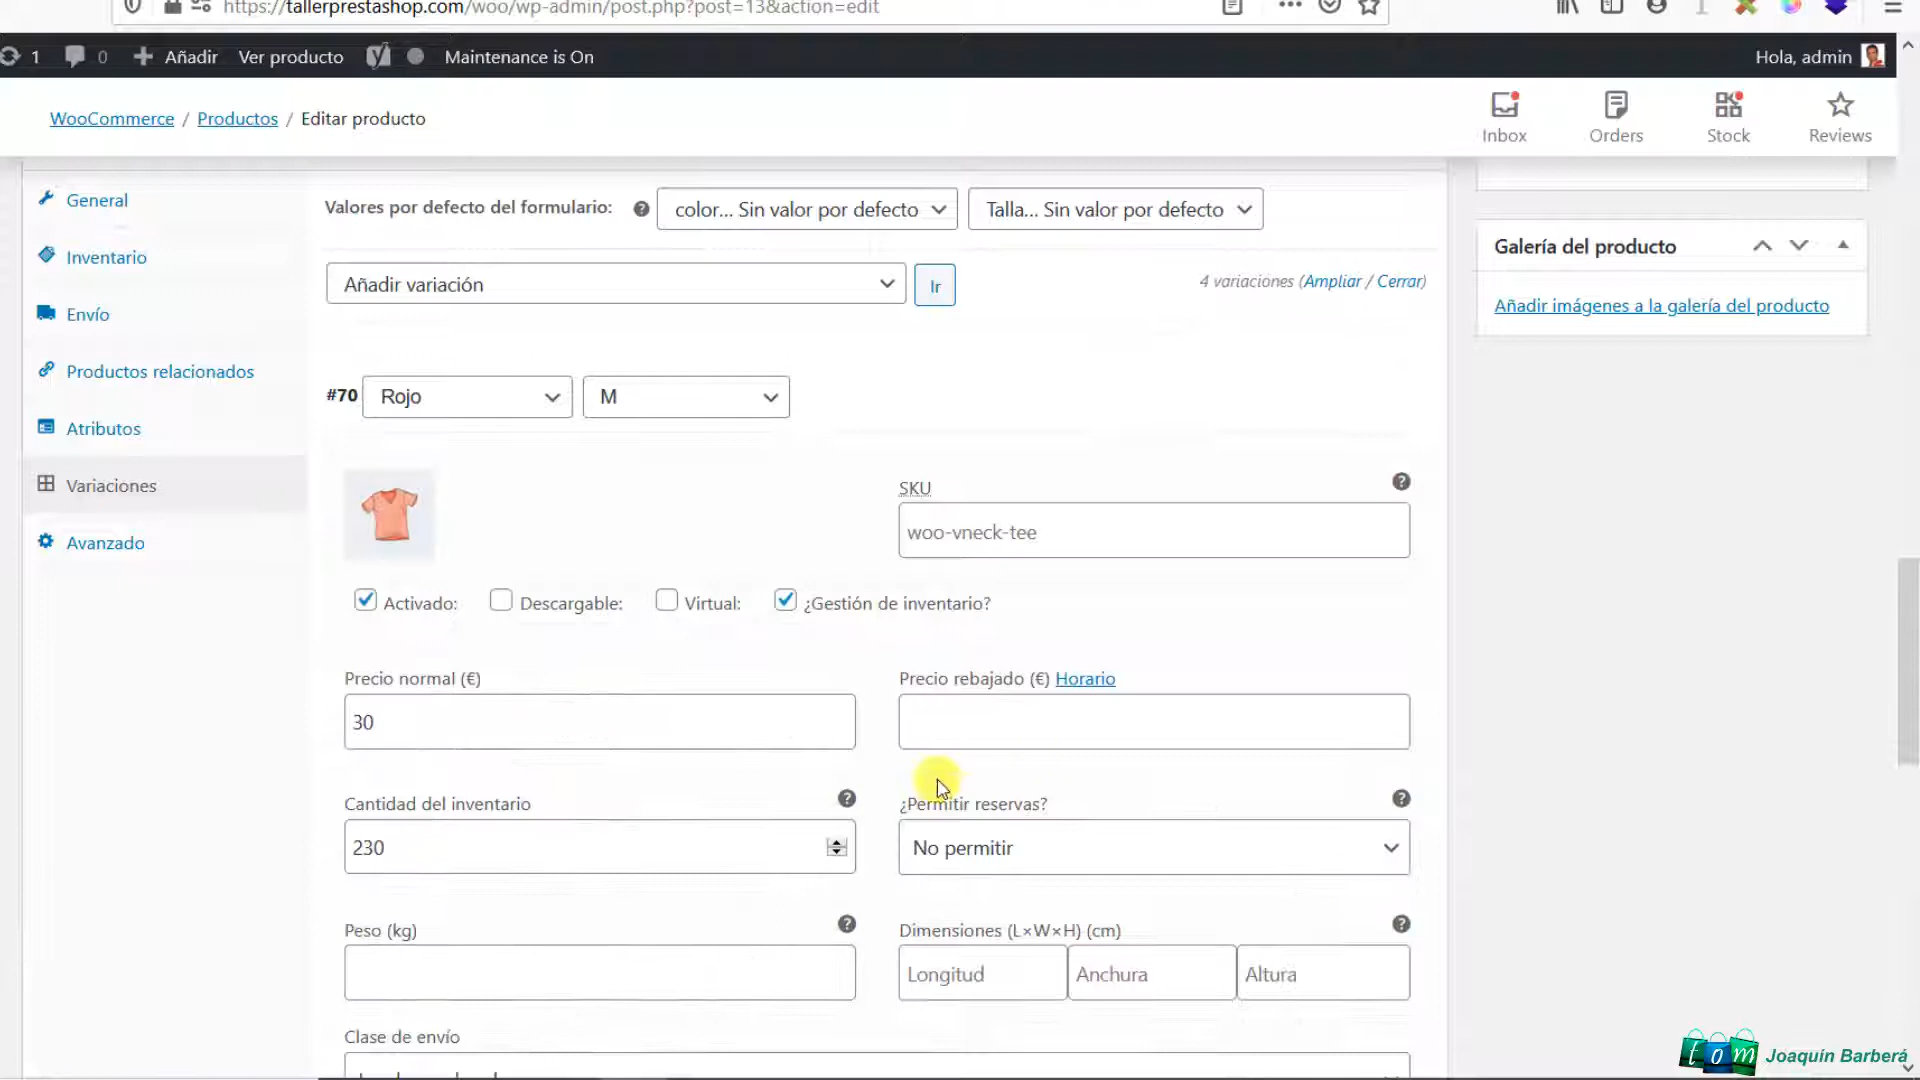 https://tallerprestashop.com/woo/wp-admin/post.php?post=13&action=edit
1 0 Añadir Ver producto Maintenance is On Hola, admin
WooCommerce / Productos / Editar producto
Inbox Orders Stock Reviews
General
Inventario
Envío
Productos relacionados
Atributos
Variaciones
Avanzado
Valores por defecto del formulario: color... Sin valor por defecto Talla... Sin valor por defecto
Añadir variación Ir 4 variaciones (Ampliar / Cerrar)
#70 Rojo M
SKU
woo-vneck-tee
Activado: Descargable: Virtual: ¿Gestión de inventario?
Precio normal (€) Precio rebajado (€) Horario
30
Cantidad del inventario ¿Permitir reservas?
230 No permitir
Peso (kg) Dimensiones (L×W×H) (cm)
Longitud Anchura Altura
Clase de envío
Galería del producto
Añadir imágenes a la galería del producto
tom Joaquín Barberá